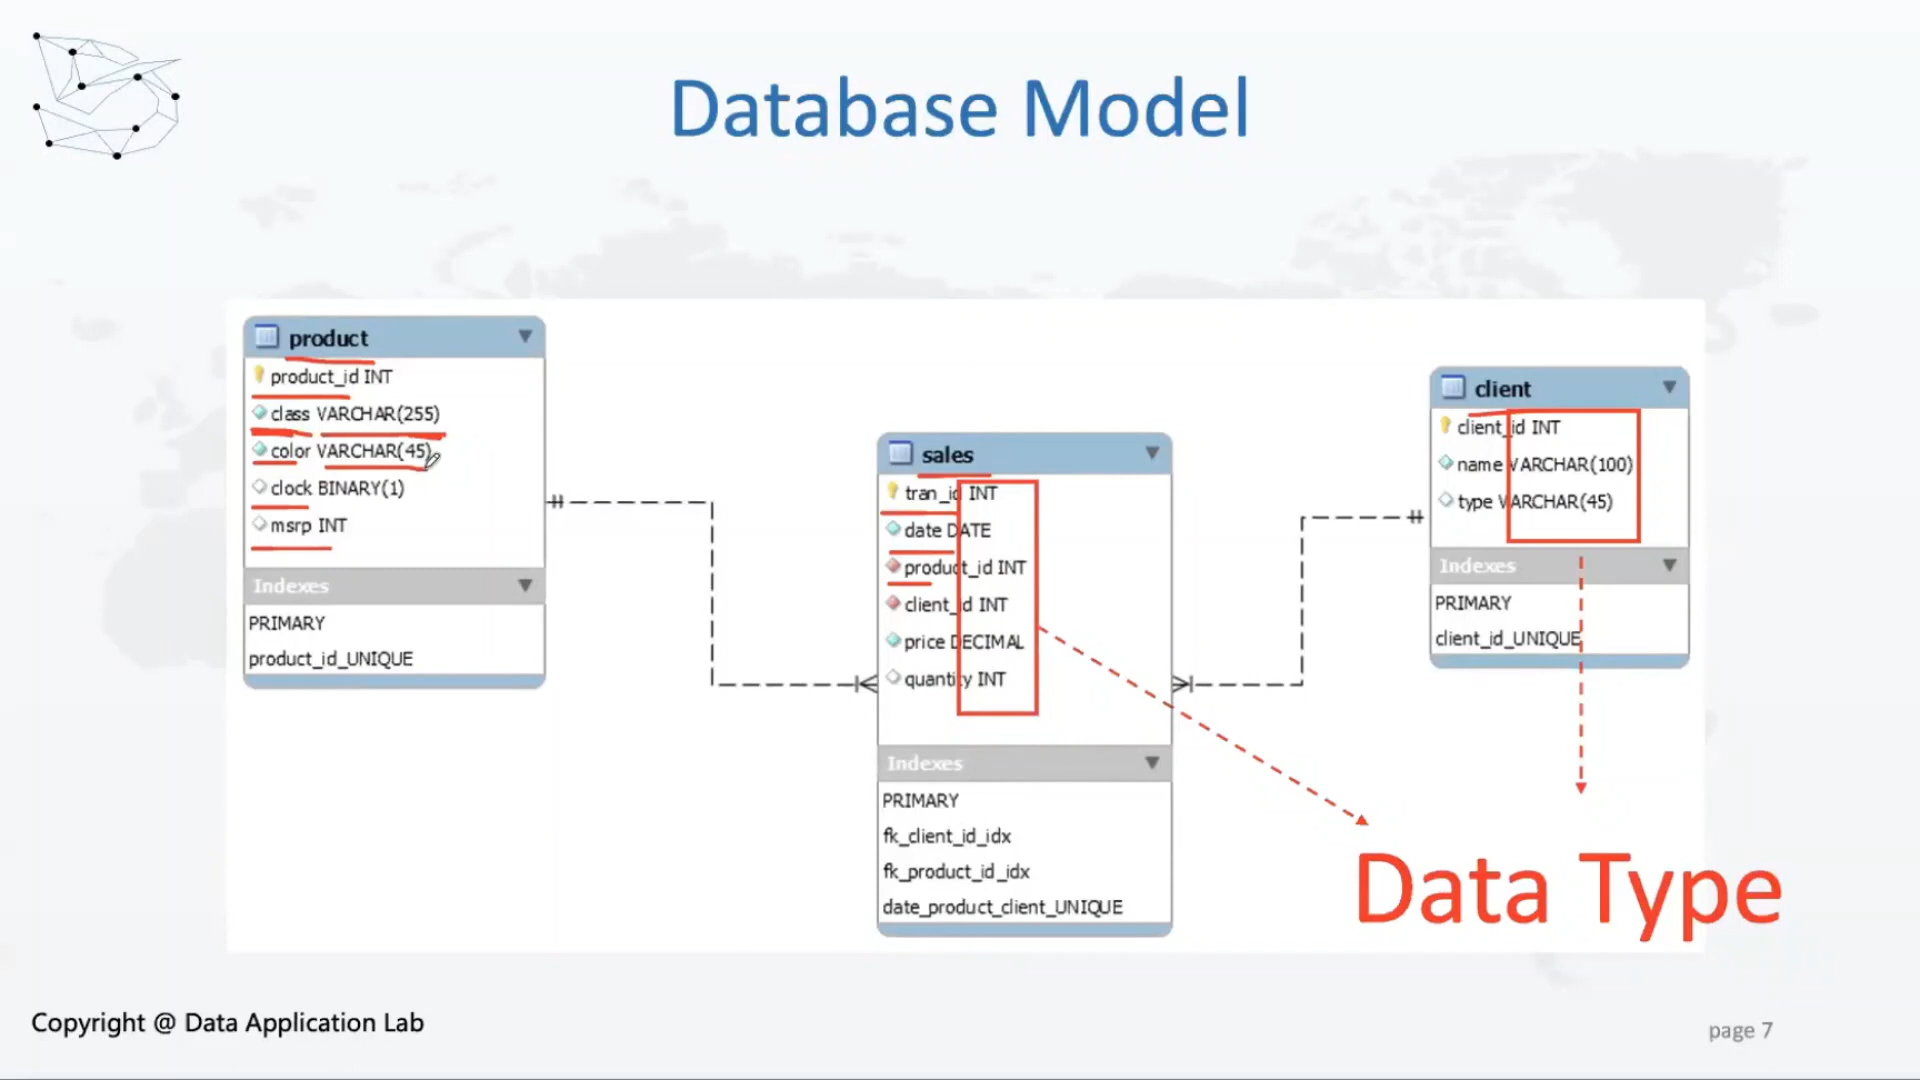 Database Model
product
product_id INT
class VARCHAR(255)
color VARCHAR(45)
clock BINARY(1)
msrp INT
Indexes
PRIMARY
product_id_UNIQUE
sales
tran_id INT
date DATE
product_id INT
client_id INT
price DECIMAL
quantity INT
Indexes
PRIMARY
fk_client_id_idx
fk_product_id_idx
date_product_client_UNIQUE
client
client_id INT
name VARCHAR(100)
type VARCHAR(45)
Indexes
PRIMARY
client_id_UNIQUE
Data Type
Copyright @ Data Application Lab
page 7